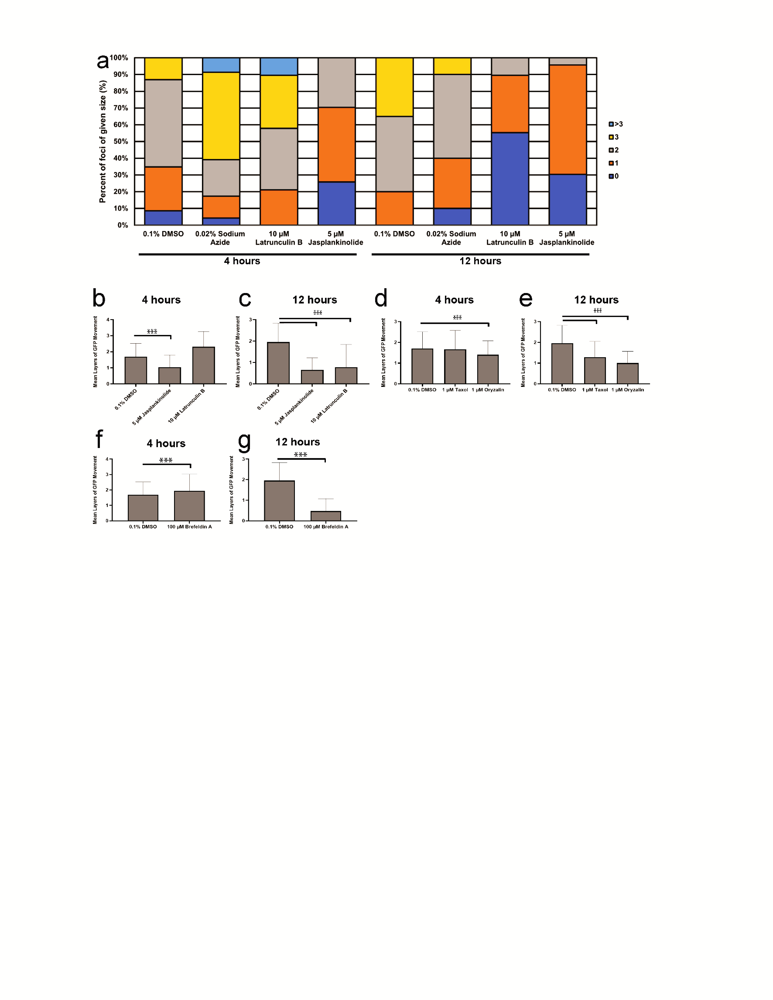 a
100%
90%
80%
70%
60%
50%
40%
30%
20%
10%
0%
Percent of foci of given size (%)
>3
3
2
1
0
0.1% DMSO
0.02% Sodium
Azide
10 µM
Latrunculin B
5 µM
Jasplankinolide
0.1% DMSO
0.02% Sodium
Azide
10 µM
Latrunculin B
5 µM
Jasplankinolide
4 hours
12 hours
b
4 hours
Mean Layers of GFP Movement
4
3
2
1
0
***
0.1% DMSO
5 µM Jasplankinolide
10 µM Latrunculin B
c
12 hours
Mean Layers of GFP Movement
3
2
1
0
***
0.1% DMSO
5 µM Jasplankinolide
10 µM Latrunculin B
d
4 hours
Mean Layers of GFP Movement
3
2
1
0
***
0.1% DMSO
1 µM Taxol
1 µM Oryzalin
e
12 hours
Mean Layers of GFP Movement
3
2
1
0
***
0.1% DMSO
1 µM Taxol
1 µM Oryzalin
f
4 hours
Mean Layers of GFP Movement
4
3
2
1
0
***
0.1% DMSO
100 µM Brefeldin A
g
12 hours
Mean Layers of GFP Movement
3
2
1
0
***
0.1% DMSO
100 µM Brefeldin A